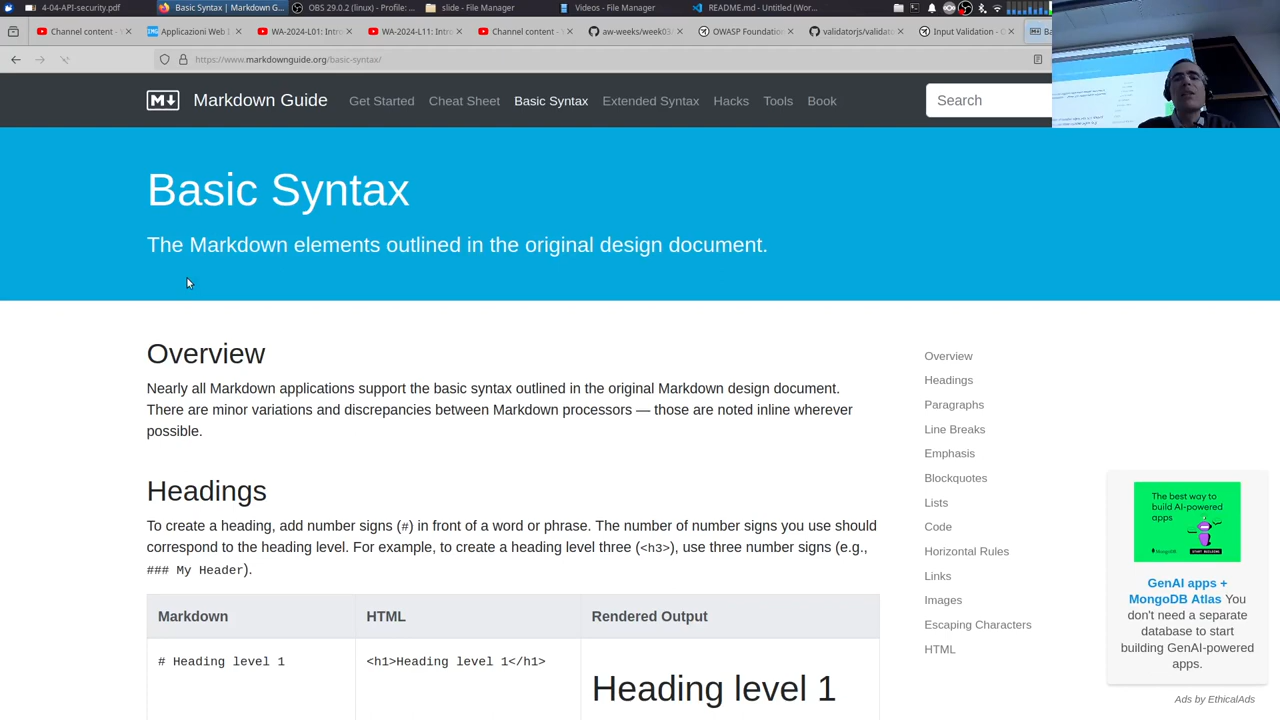 4-04-API-security.pdf
Basic Syntax | Markdown G...
OBS 29.0.2 (linux) - Profile: ...
slide - File Manager
Videos - File Manager
README.md - Untitled (Wor...
Channel content -
Applicazioni Web I
WA-2024-L01: Intro
WA-2024-L11: Intro
Channel content -
aw-weeks/week03
OWASP Foundation
validatorjs/validato
Input Validation - O
https://www.markdownguide.org/basic-syntax/
Markdown Guide
Get Started
Cheat Sheet
Basic Syntax
Extended Syntax
Hacks
Tools
Book
Search
Basic Syntax
The Markdown elements outlined in the original design document.
Overview
Nearly all Markdown applications support the basic syntax outlined in the original Markdown design document.
There are minor variations and discrepancies between Markdown processors — those are noted inline wherever
possible.
Headings
To create a heading, add number signs (#) in front of a word or phrase. The number of number signs you use should
correspond to the heading level. For example, to create a heading level three (<h3>), use three number signs (e.g.,
### My Header).
Markdown
HTML
Rendered Output
# Heading level 1
<h1>Heading level 1</h1>
Heading level 1
Overview
Headings
Paragraphs
Line Breaks
Emphasis
Blockquotes
Lists
Code
Horizontal Rules
Links
Images
Escaping Characters
HTML
The best way to
build AI-powered
apps
MongoDB
START BUILDING
GenAI apps +
MongoDB Atlas You
don't need a separate
database to start
building GenAI-powered
apps.
Ads by EthicalAds